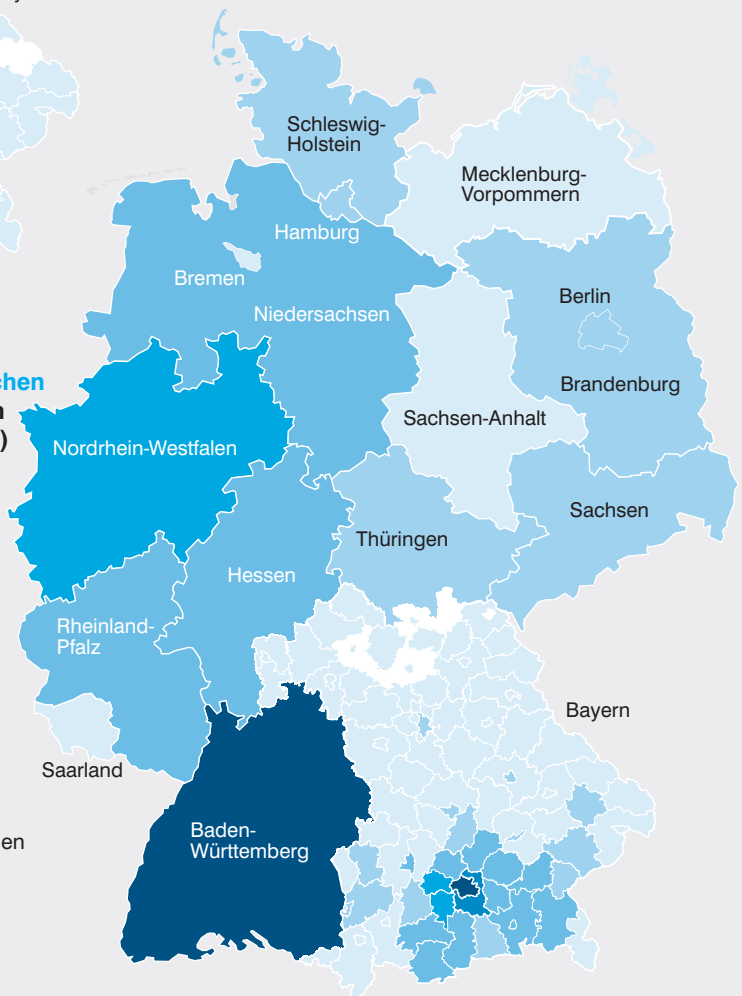 Schleswig-
Holstein
Mecklenburg-
Vorpommern
Hamburg
Bremen
Berlin
Niedersachsen
chen
Brandenburg
Sachsen-Anhalt
)
Nordrhein-Westfalen
Sachsen
Thüringen
Hessen
Rheinland-
Pfalz
Bayern
Saarland
Baden-
Württemberg
en